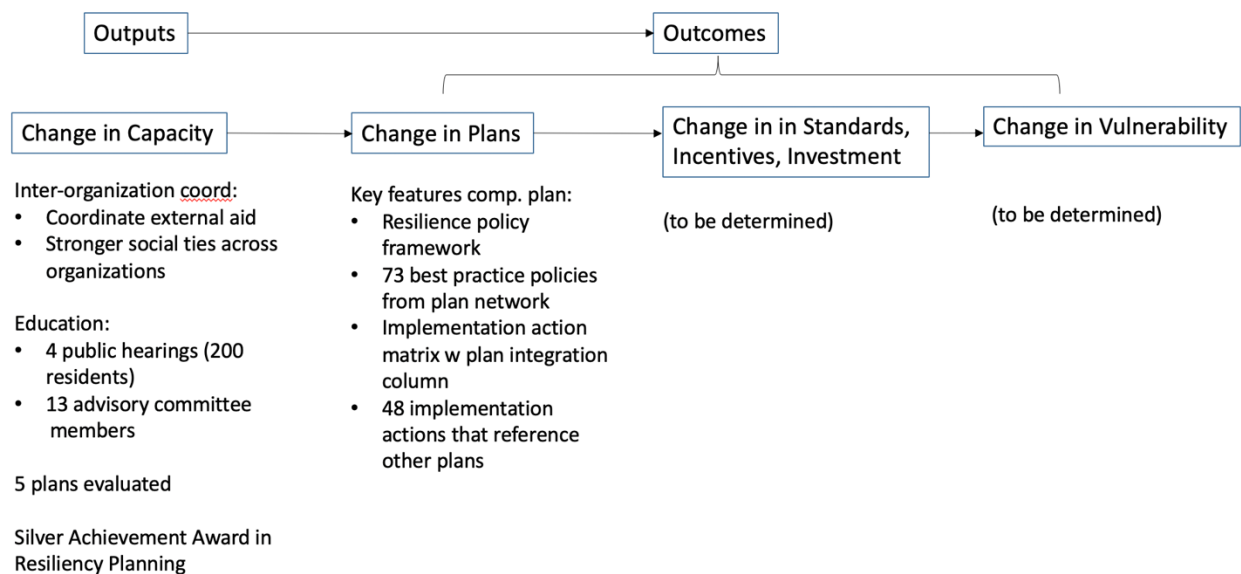 Outputs
Outcomes
Change in Capacity
Change in Plans
Change in in Standards,
Incentives, Investment
Change in Vulnerability
Inter-organization coord:
• Coordinate external aid
• Stronger social ties across
organizations
Education:
• 4 public hearings (200
residents)
• 13 advisory committee
members
5 plans evaluated
Silver Achievement Award in
Resiliency Planning
Key features comp. plan:
• Resilience policy
framework
• 73 best practice policies
from plan network
• Implementation action
matrix w plan integration
column
• 48 implementation
actions that reference
other plans
(to be determined)
(to be determined)